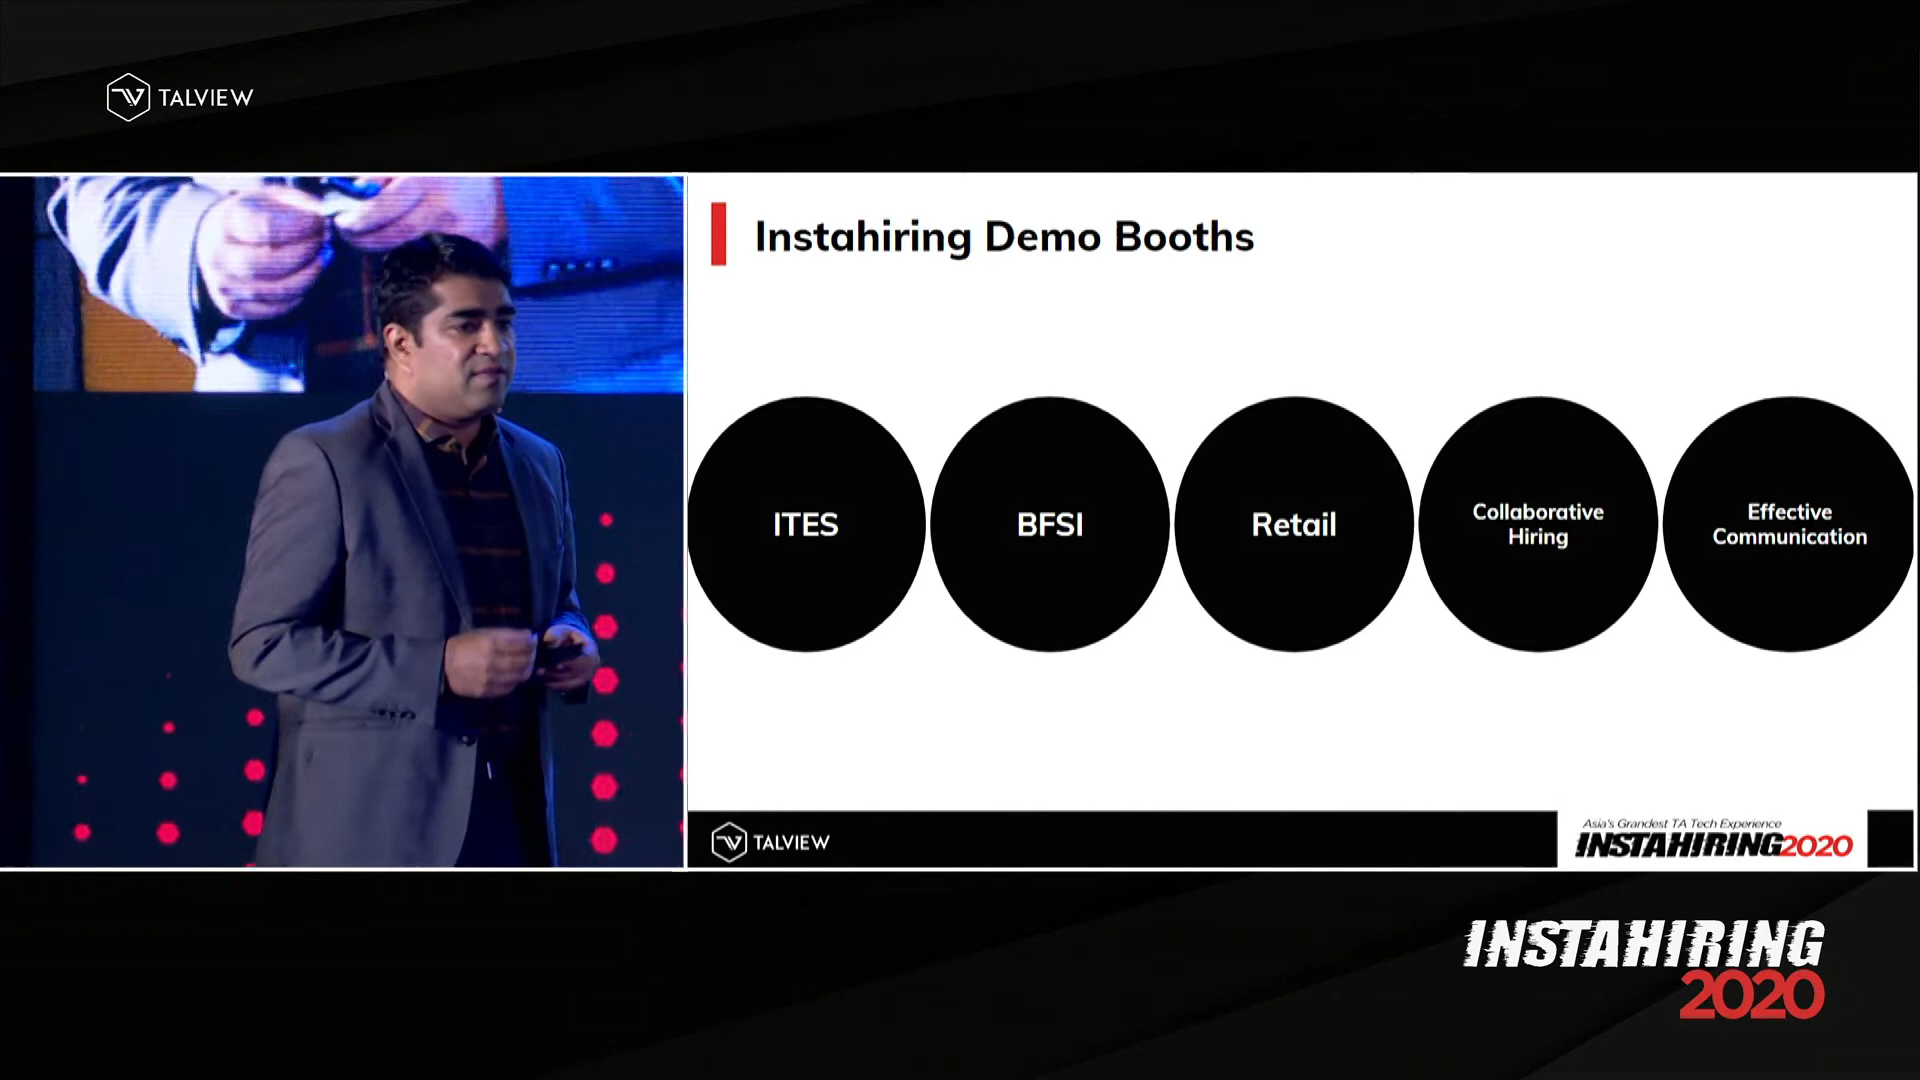 TALVIEW
Instahiring Demo Booths
ITES
BFSI
Retail
Collaborative
Hiring
Effective
Communication
TALVIEW
Asia's Grandest TA Tech Experience
INSTAHIRING2020
INSTAHIRING
2020